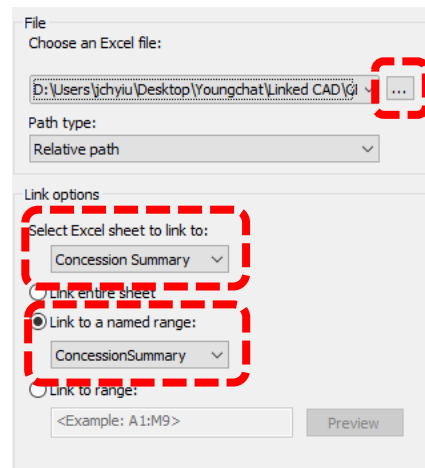 File
Choose an Excel file:
D:\Users\jchyiu\Desktop\Youngchat\Linked CAD\GI
...
Path type:
Relative path
Link options
Select Excel sheet to link to:
Concession Summary
Link entire sheet
Link to a named range:
ConcessionSummary
Link to range:
<Example: A1:M9>
Preview